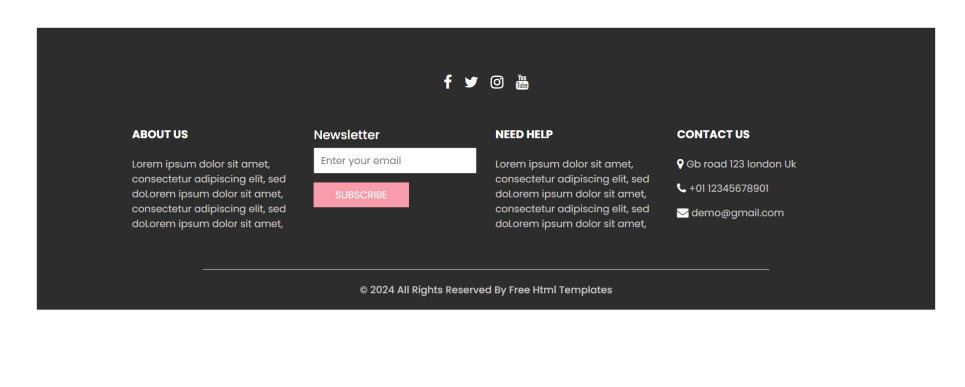 You
Tube
ABOUT US
Lorem ipsum dolor sit amet,
consectetur adipiscing elit, sed
doLorem ipsum dolor sit amet,
consectetur adipiscing elit, sed
doLorem ipsum dolor sit amet,
Newsletter
Enter your email
SUBSCRIBE
NEED HELP
Lorem ipsum dolor sit amet,
consectetur adipiscing elit, sed
doLorem ipsum dolor sit amet,
consectetur adipiscing elit, sed
doLorem ipsum dolor sit amet,
CONTACT US
Gb road 123 london Uk
+01 12345678901
demo@gmail.com
© 2024 All Rights Reserved By Free Html Templates